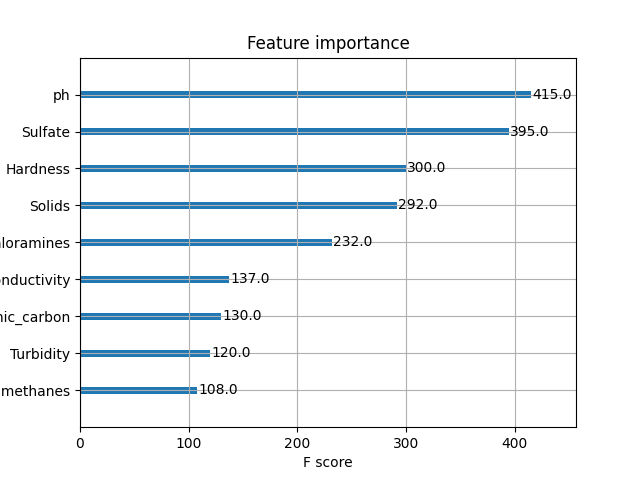 Feature importance
ph 415.0
Sulfate 395.0
Hardness 300.0
Solids 292.0
loramines 232.0
nductivity 137.0
nic_carbon 130.0
Turbidity 120.0
methanes 108.0
0 100 200 300 400
F score